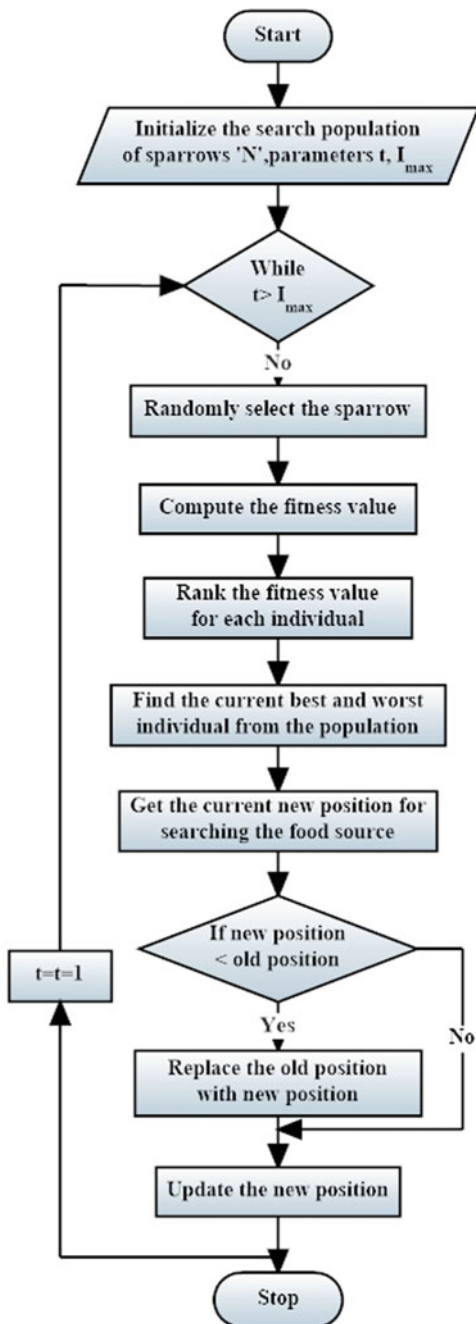 Start
Initialize the search population
of sparrows 'N',parameters t, I_max
While
t> I_max
No
Randomly select the sparrow
Compute the fitness value
Rank the fitness value
for each individual
Find the current best and worst
individual from the population
Get the current new position for
searching the food source
If new position
< old position
t=t=1
Yes
No
Replace the old position
with new position
Update the new position
Stop